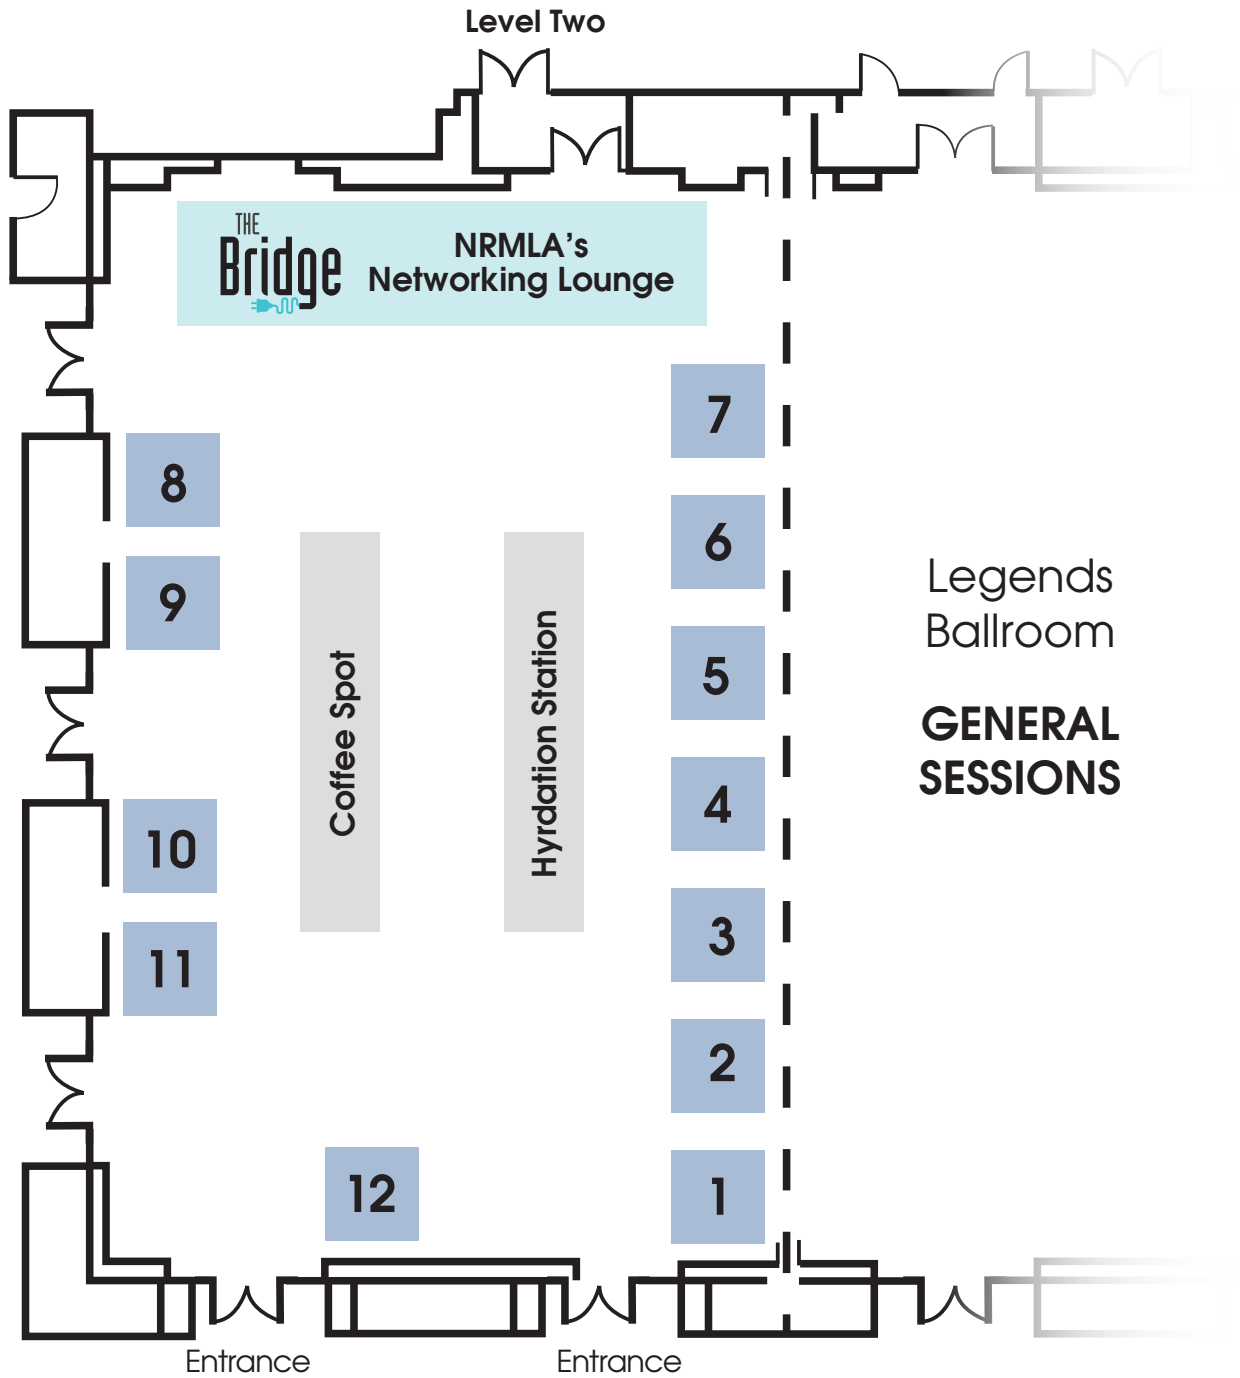 Level Two
THE
Bridge
NRMLA's
Networking Lounge
7
8
6
9
Legends
Ballroom
5
Coffee Spot
Hyrdation Station
GENERAL
SESSIONS
4
10
3
11
2
12
1
Entrance
Entrance